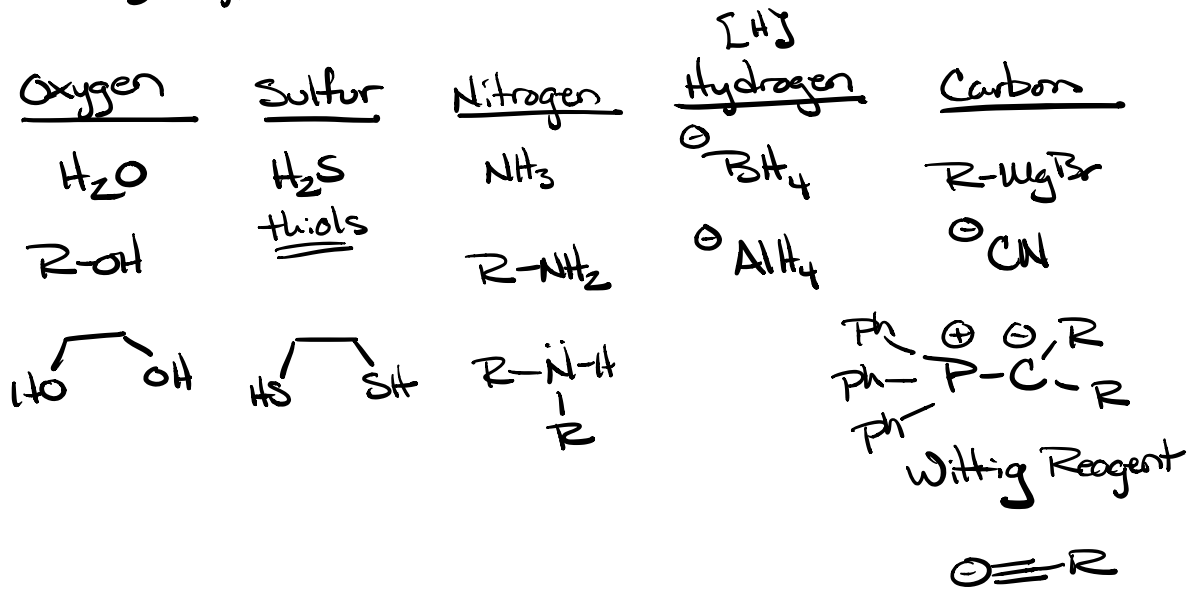 [H]
Oxygen Sulfur Nitrogen Hydrogen Carbon
H2O H2S NH3 ⊖BH4 R-MgBr
R-OH thiols R-NH2 ⊖AlH4 ⊖CN
HO OH HS SH R-N̈-H Ph Ph Ph P⊕-C⊖ R R
R
Wittig Reagent
⊖≡R